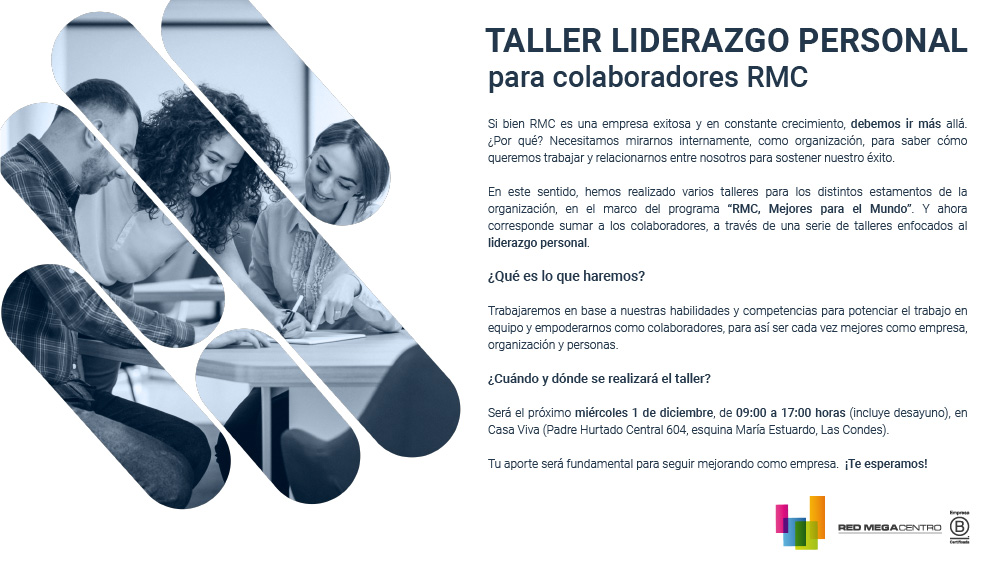 TALLER LIDERAZGO PERSONAL
para colaboradores RMC
Si bien RMC es una empresa exitosa y en constante crecimiento, debemos ir más allá.
¿Por qué? Necesitamos mirarnos internamente, como organización, para saber cómo
queremos trabajar y relacionarnos entre nosotros para sostener nuestro éxito.
En este sentido, hemos realizado varios talleres para los distintos estamentos de la
organización, en el marco del programa “RMC, Mejores para el Mundo”. Y ahora
corresponde sumar a los colaboradores, a través de una serie de talleres enfocados al
liderazgo personal.
¿Qué es lo que haremos?
Trabajaremos en base a nuestras habilidades y competencias para potenciar el trabajo en
equipo y empoderarnos como colaboradores, para así ser cada vez mejores como empresa,
organización y personas.
¿Cuándo y dónde se realizará el taller?
Será el próximo miércoles 1 de diciembre, de 09:00 a 17:00 horas (incluye desayuno), en
Casa Viva (Padre Hurtado Central 604, esquina María Estuardo, Las Condes).
Tu aporte será fundamental para seguir mejorando como empresa. ¡Te esperamos!
RED MEGACENTRO
Empresa
B
Certificada